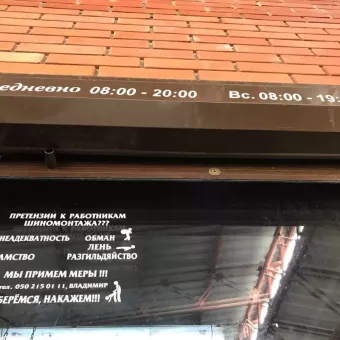 едневно 08:00 - 20:00 Вс. 08:00 - 19:
ПРЕТЕНЗИИ К РАБОТНИКАМ
ШИНОМОНТАЖА???
НЕАДЕКВАТНОСТЬ ОБМАН
ЛЕНЬ
АМСТВО РАЗГИЛЬДЯЙСТВО
МЫ ПРИМЕМ МЕРЫ !!!
тел. 050 215 01 11, ВЛАДИМИР
БЕРЁМСЯ, НАКАЖЕМ!!!